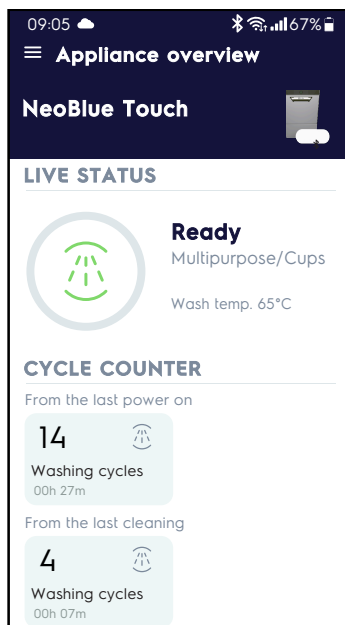 09:05 67%
Appliance overview
NeoBlue Touch
LIVE STATUS
Ready
Multipurpose/Cups
Wash temp. 65°C
CYCLE COUNTER
From the last power on
14
Washing cycles
00h 27m
From the last cleaning
4
Washing cycles
00h 07m